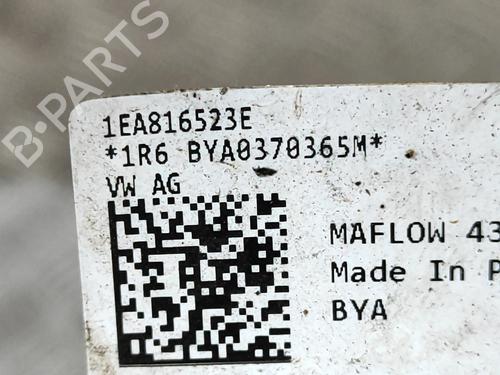 B-PARTS
1EA816523E
*1R6 BYA0370365M*
VW AG
MAFLOW 43
Made In P
BYA